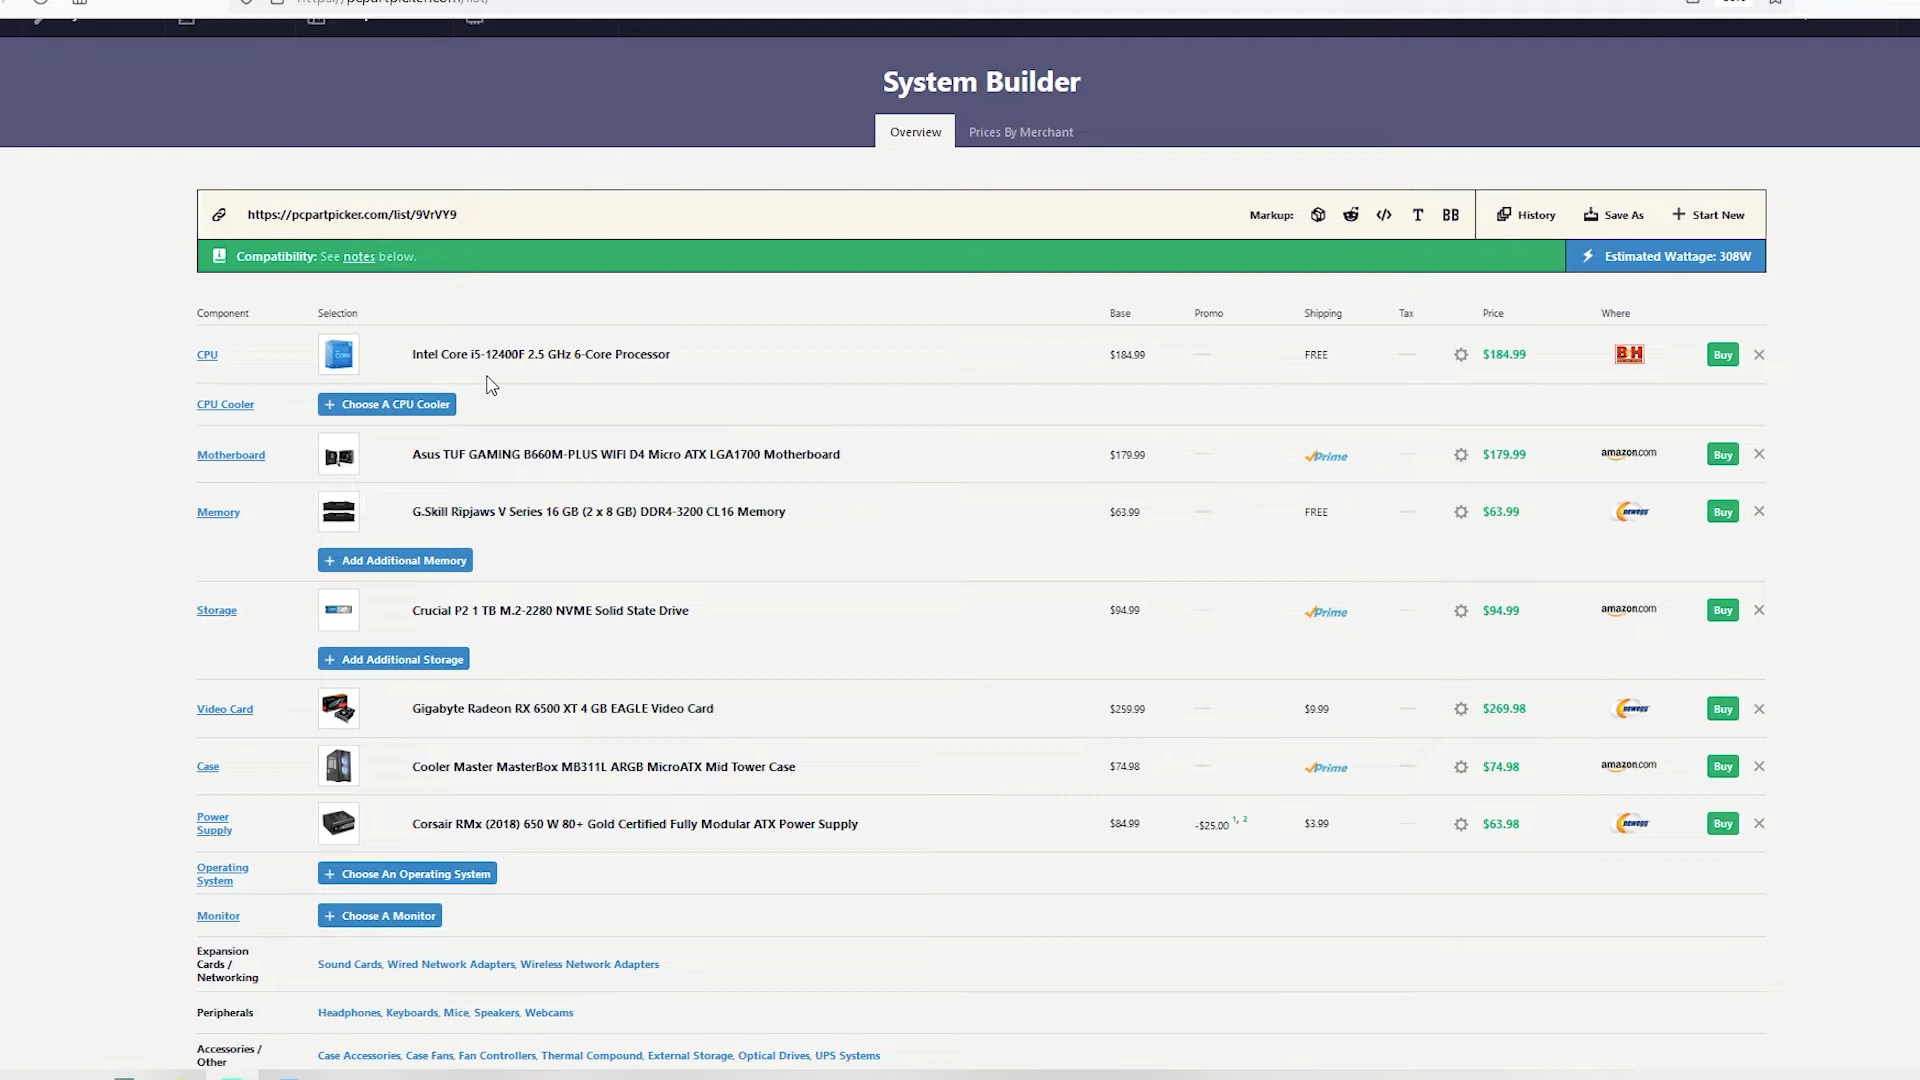 System Builder
Overview Prices By Merchant
https://pcpartpicker.com/list/9VrVY9 Markup: T BB History Save As + Start New
Compatibility: See notes below. Estimated Wattage: 308W
Component Selection Base Promo Shipping Tax Price Where
CPU Intel Core i5-12400F 2.5 GHz 6-Core Processor $184.99 — FREE — $184.99 B&H Buy
CPU Cooler + Choose A CPU Cooler
Motherboard Asus TUF GAMING B660M-PLUS WIFI D4 Micro ATX LGA1700 Motherboard $179.99 — Prime — $179.99 amazon.com Buy
Memory G.Skill Ripjaws V Series 16 GB (2 x 8 GB) DDR4-3200 CL16 Memory $63.99 — FREE — $63.99 newegg Buy
+ Add Additional Memory
Storage Crucial P2 1 TB M.2-2280 NVME Solid State Drive $94.99 — Prime — $94.99 amazon.com Buy
+ Add Additional Storage
Video Card Gigabyte Radeon RX 6500 XT 4 GB EAGLE Video Card $259.99 — $9.99 — $269.98 newegg Buy
Case Cooler Master MasterBox MB311L ARGB MicroATX Mid Tower Case $74.98 — Prime — $74.98 amazon.com Buy
Power Supply Corsair RMx (2018) 650 W 80+ Gold Certified Fully Modular ATX Power Supply $84.99 -$25.00 1, 2 $3.99 — $63.98 newegg Buy
Operating System + Choose An Operating System
Monitor + Choose A Monitor
Expansion Cards / Networking Sound Cards, Wired Network Adapters, Wireless Network Adapters
Peripherals Headphones, Keyboards, Mice, Speakers, Webcams
Accessories / Other Case Accessories, Case Fans, Fan Controllers, Thermal Compound, External Storage, Optical Drives, UPS Systems